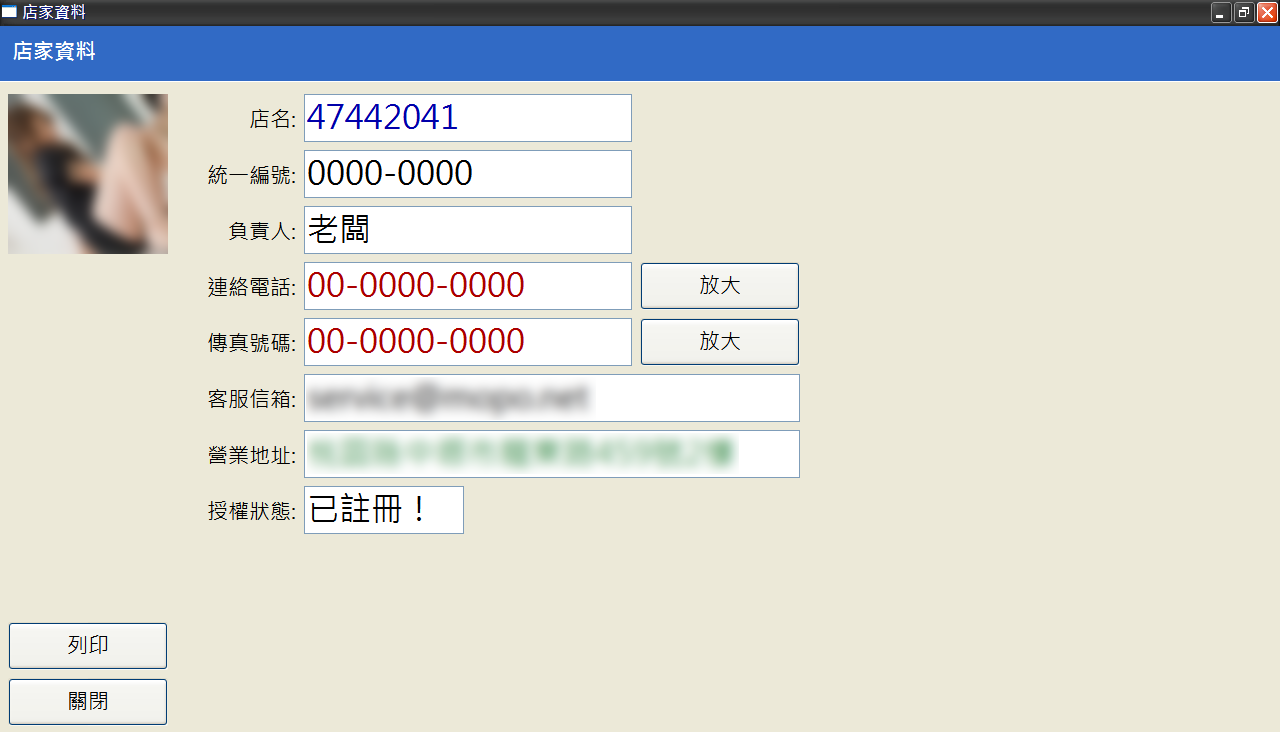 店家資料
店家資料
店名: 47442041
統一編號: 0000-0000
負責人: 老闆
連絡電話: 00-0000-0000 放大
傳真號碼: 00-0000-0000 放大
客服信箱:
營業地址:
授權狀態: 已註冊！
列印
關閉